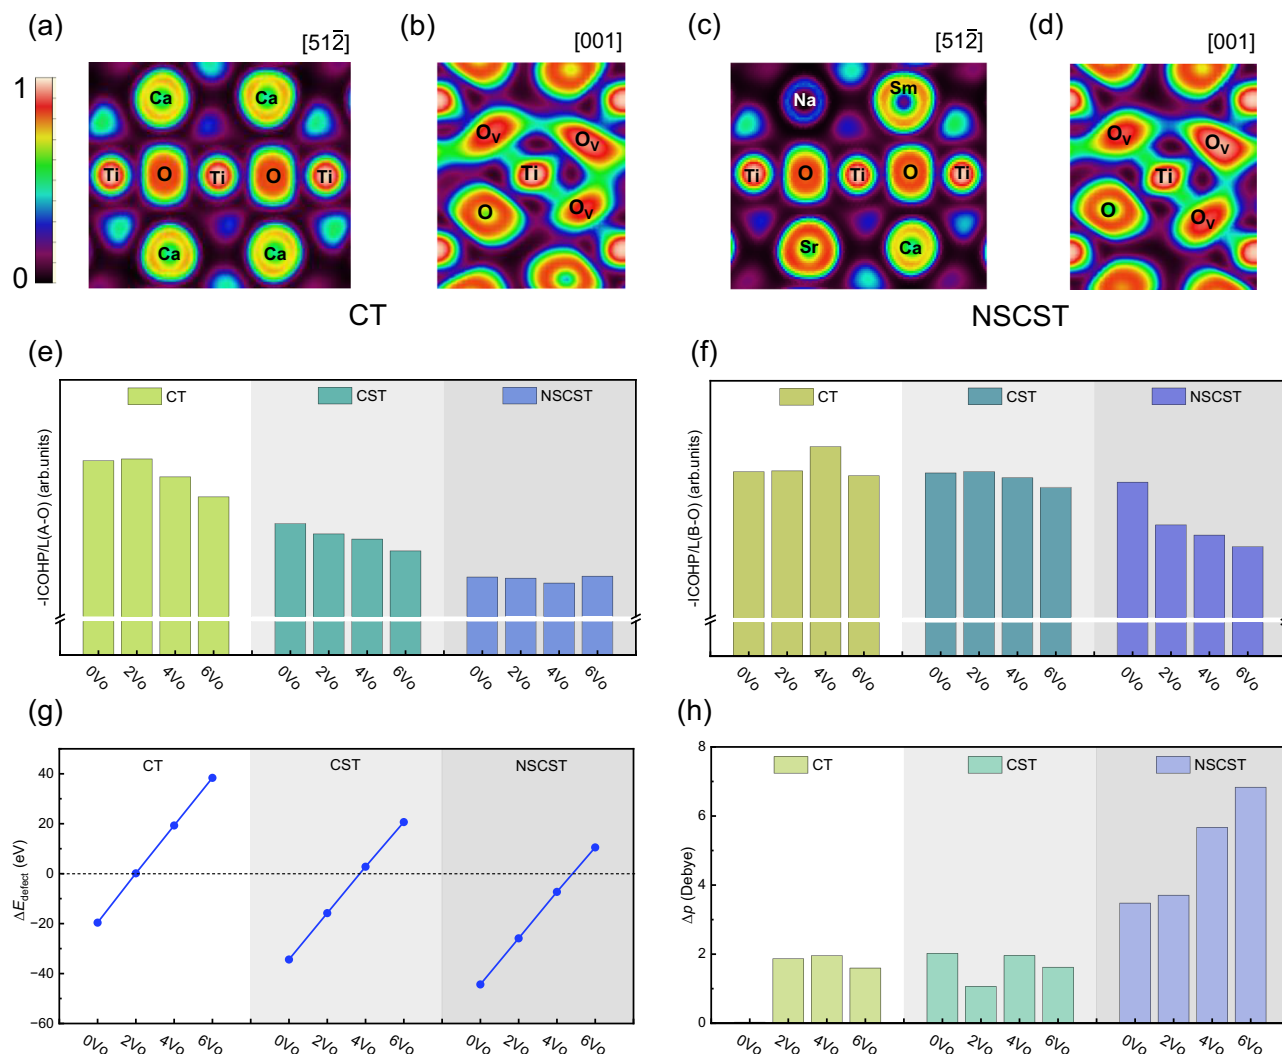 (a)
[512̄]
(b)
[001]
(c)
[512̄]
(d)
[001]
1
0
Ca
Ca
Ti
O
Ti
O
Ti
Ca
Ca
Oᵥ
Oᵥ
Ti
O
Oᵥ
Na
Sm
Ti
O
Ti
O
Ti
Sr
Ca
Oᵥ
Oᵥ
Ti
O
Oᵥ
CT
NSCST
(e)
CT
CST
NSCST
-ICOHP/L(A-O) (arb.units)
0Vo
2Vo
4Vo
6Vo
0Vo
2Vo
4Vo
6Vo
0Vo
2Vo
4Vo
6Vo
(f)
CT
CST
NSCST
-ICOHP/L(B-O) (arb.units)
0Vo
2Vo
4Vo
6Vo
0Vo
2Vo
4Vo
6Vo
0Vo
2Vo
4Vo
6Vo
(g)
CT
CST
NSCST
40
20
0
−20
−40
−60
ΔE_defect (eV)
0Vo
2Vo
4Vo
6Vo
0Vo
2Vo
4Vo
6Vo
0Vo
2Vo
4Vo
6Vo
(h)
CT
CST
NSCST
8
6
4
2
0
Δp (Debye)
0Vo
2Vo
4Vo
6Vo
0Vo
2Vo
4Vo
6Vo
0Vo
2Vo
4Vo
6Vo